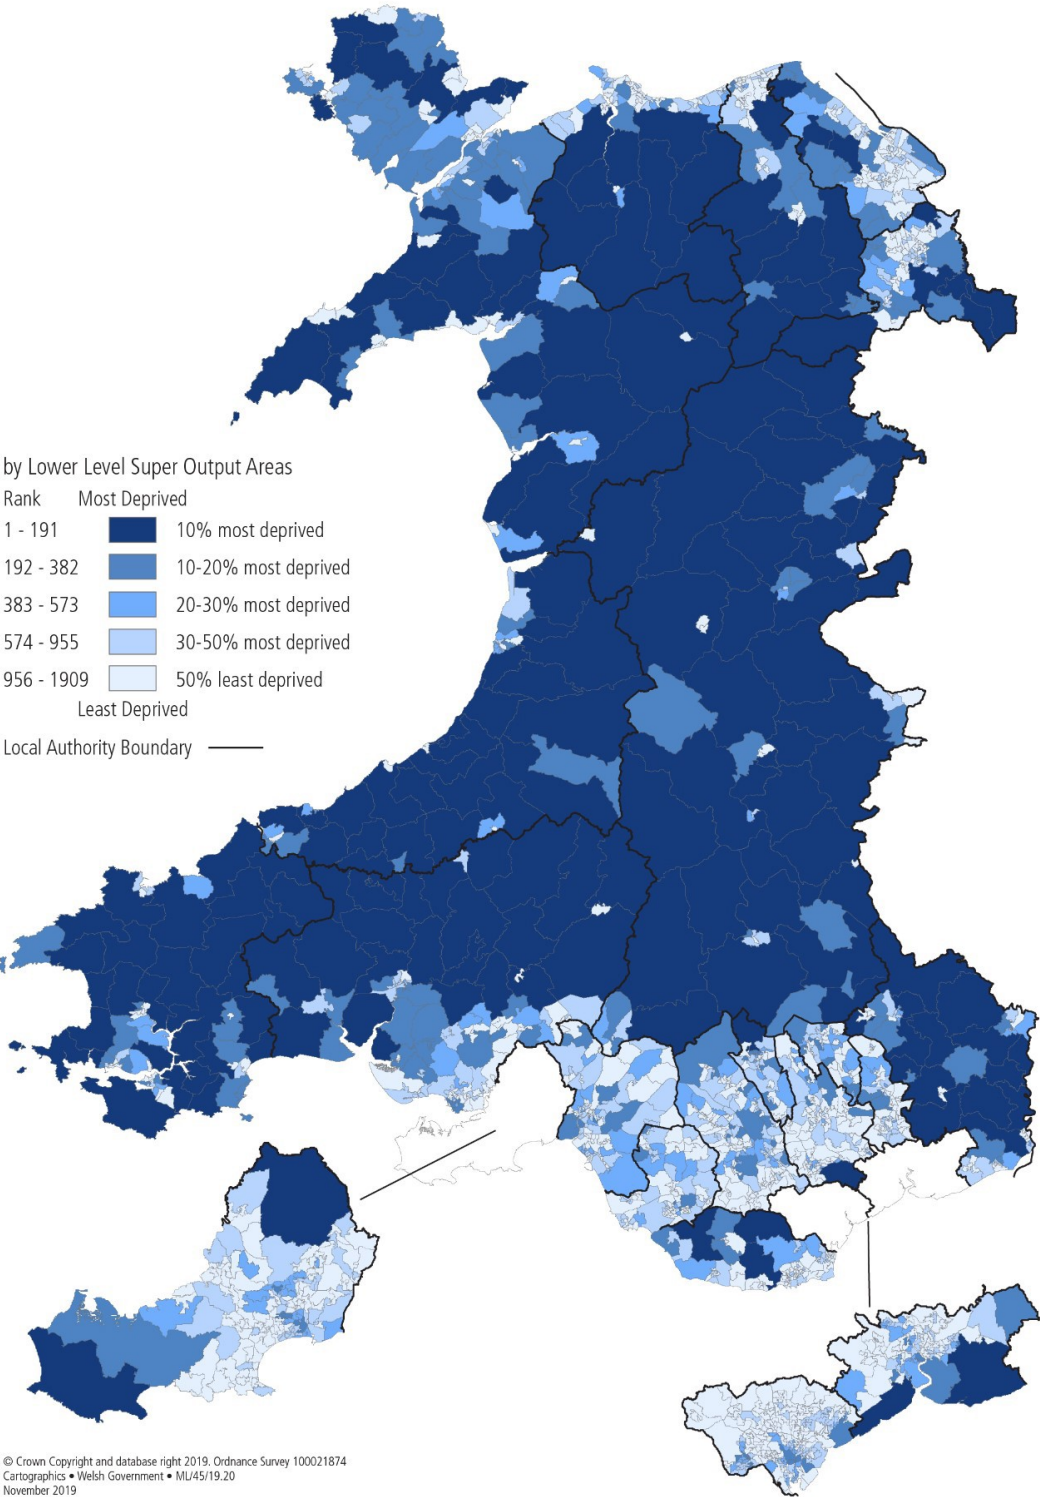 by Lower Level Super Output Areas
Rank Most Deprived
1 - 191 10% most deprived
192 - 382 10-20% most deprived
383 - 573 20-30% most deprived
574 - 955 30-50% most deprived
956 - 1909 50% least deprived
Least Deprived
Local Authority Boundary
© Crown Copyright and database right 2019. Ordnance Survey 100021874
Cartographics • Welsh Government • ML/45/19.20
November 2019